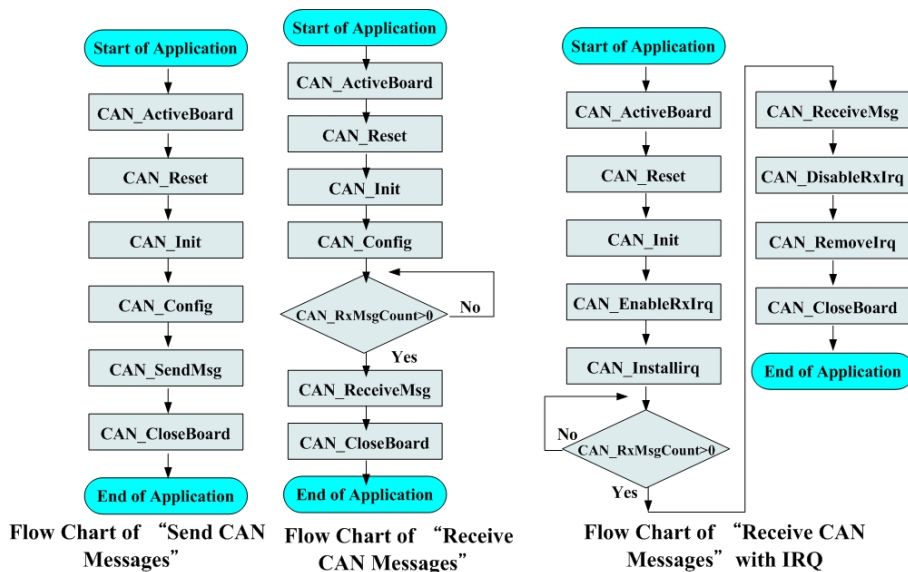 Start of Application
CAN_ActiveBoard
CAN_Reset
CAN_Init
CAN_Config
CAN_SendMsg
CAN_CloseBoard
End of Application
Flow Chart of “Send CAN
Messages”
Start of Application
CAN_ActiveBoard
CAN_Reset
CAN_Init
CAN_Config
CAN_RxMsgCount>0
No
Yes
CAN_ReceiveMsg
CAN_CloseBoard
End of Application
Flow Chart of “Receive
CAN Messages”
Start of Application
CAN_ActiveBoard
CAN_Reset
CAN_Init
CAN_EnableRxIrq
CAN_Installirq
No
CAN_RxMsgCount>0
Yes
CAN_ReceiveMsg
CAN_DisableRxIrq
CAN_RemoveIrq
CAN_CloseBoard
End of Application
Flow Chart of “Receive CAN
Messages” with IRQ